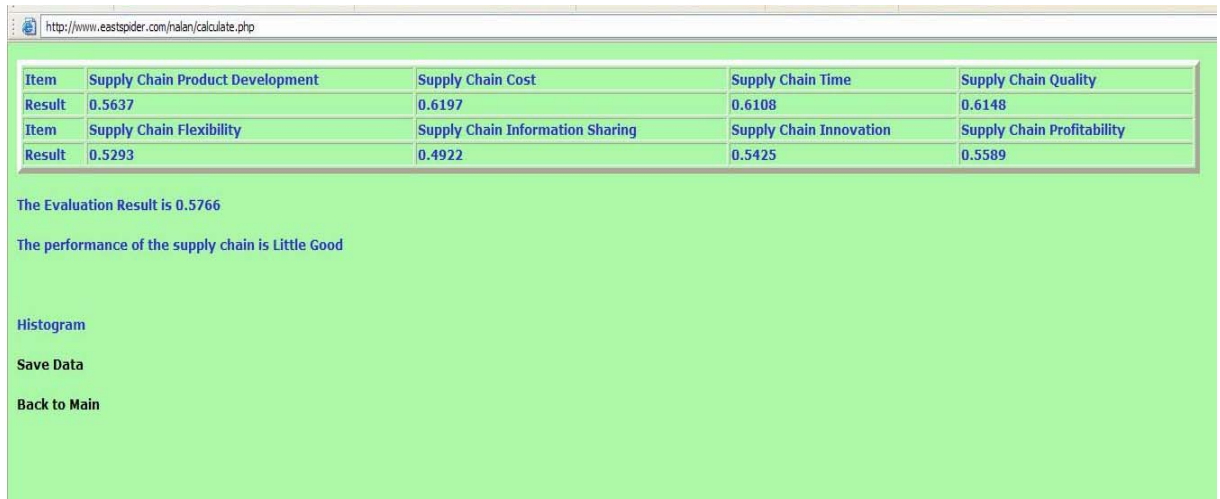 http://www.eastspider.com/nalan/calculate.php
Item Supply Chain Product Development Supply Chain Cost Supply Chain Time Supply Chain Quality
Result 0.5637 0.6197 0.6108 0.6148
Item Supply Chain Flexibility Supply Chain Information Sharing Supply Chain Innovation Supply Chain Profitability
Result 0.5293 0.4922 0.5425 0.5589
The Evaluation Result is 0.5766
The performance of the supply chain is Little Good
Histogram
Save Data
Back to Main